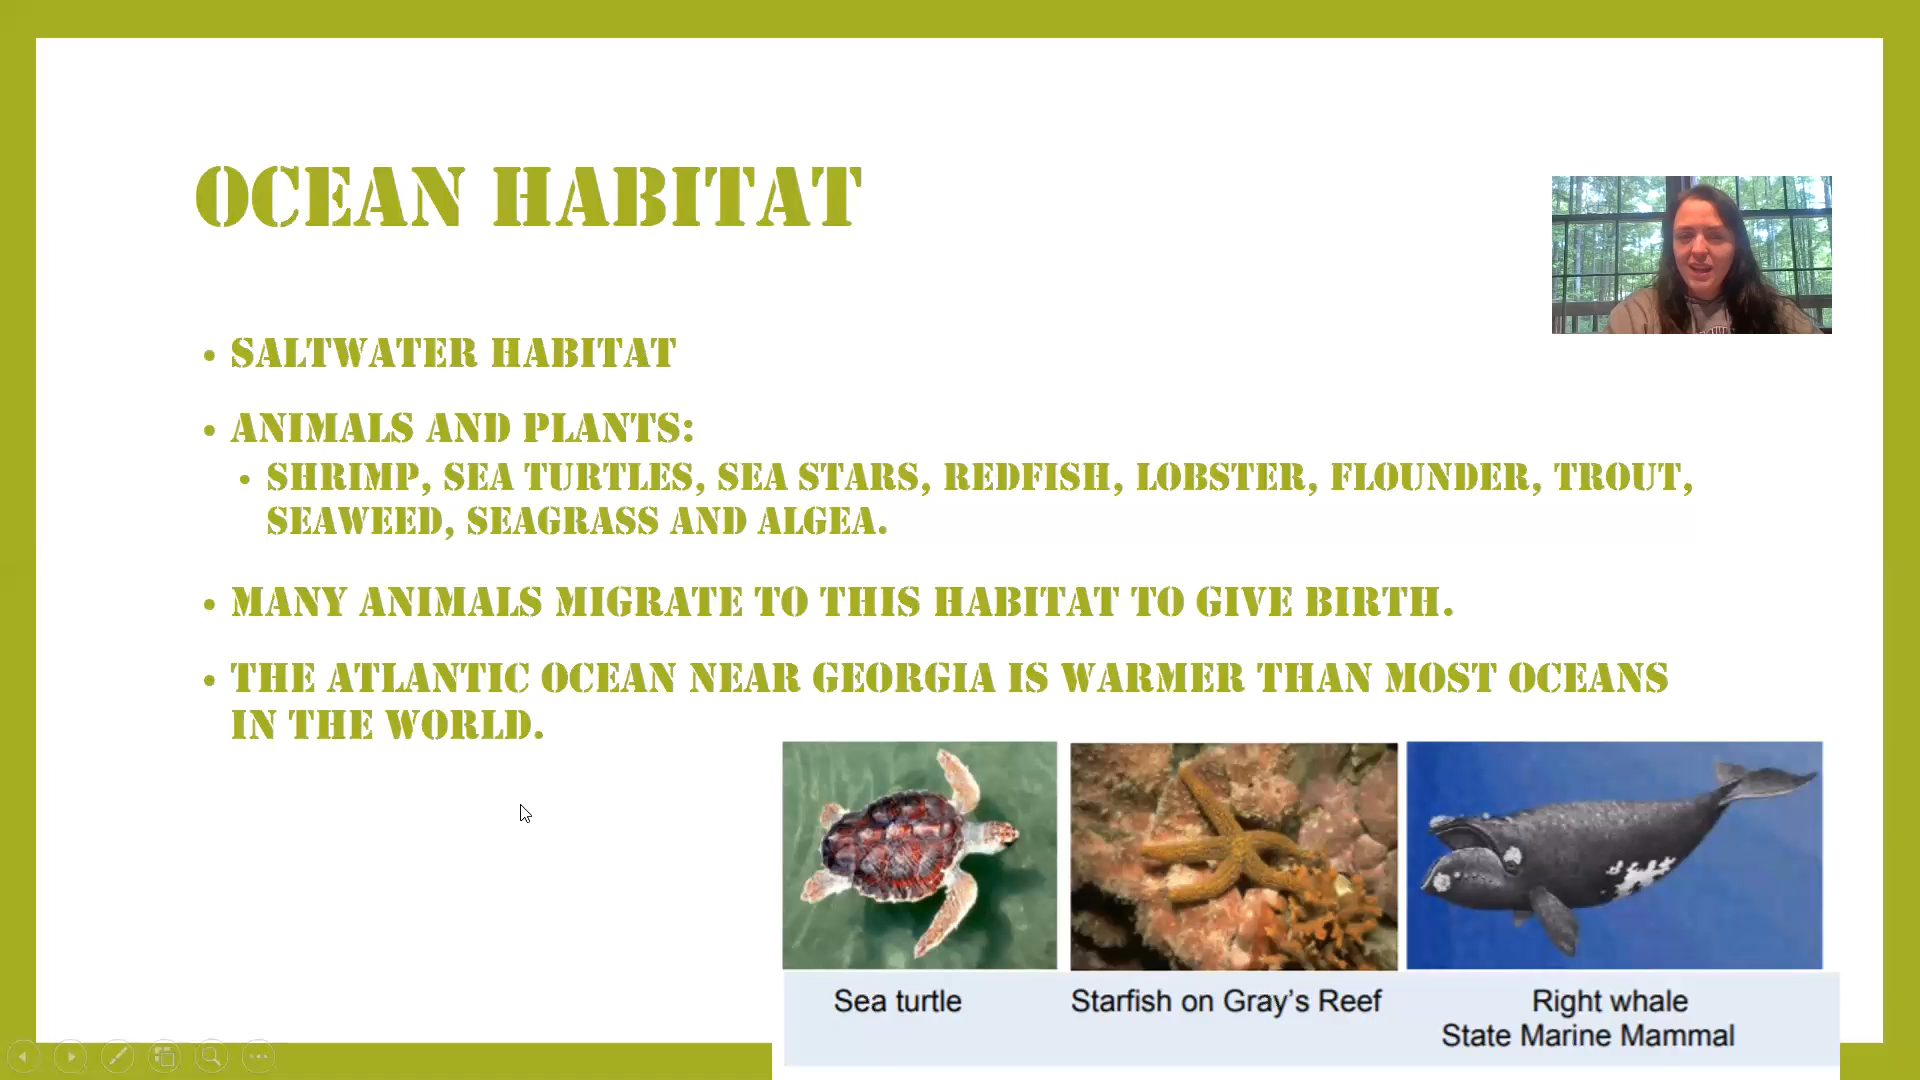 OCEAN HABITAT
• SALTWATER HABITAT
• ANIMALS AND PLANTS:
• SHRIMP, SEA TURTLES, SEA STARS, REDFISH, LOBSTER, FLOUNDER, TROUT,
SEAWEED, SEAGRASS AND ALGEA.
• MANY ANIMALS MIGRATE TO THIS HABITAT TO GIVE BIRTH.
• THE ATLANTIC OCEAN NEAR GEORGIA IS WARMER THAN MOST OCEANS
IN THE WORLD.
Sea turtle
Starfish on Gray's Reef
Right whale
State Marine Mammal